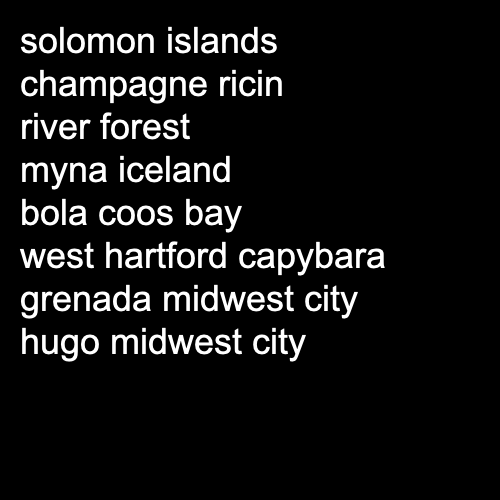 solomon islands
champagne ricin
river forest
myna iceland
bola coos bay
west hartford capybara
grenada midwest city
hugo midwest city